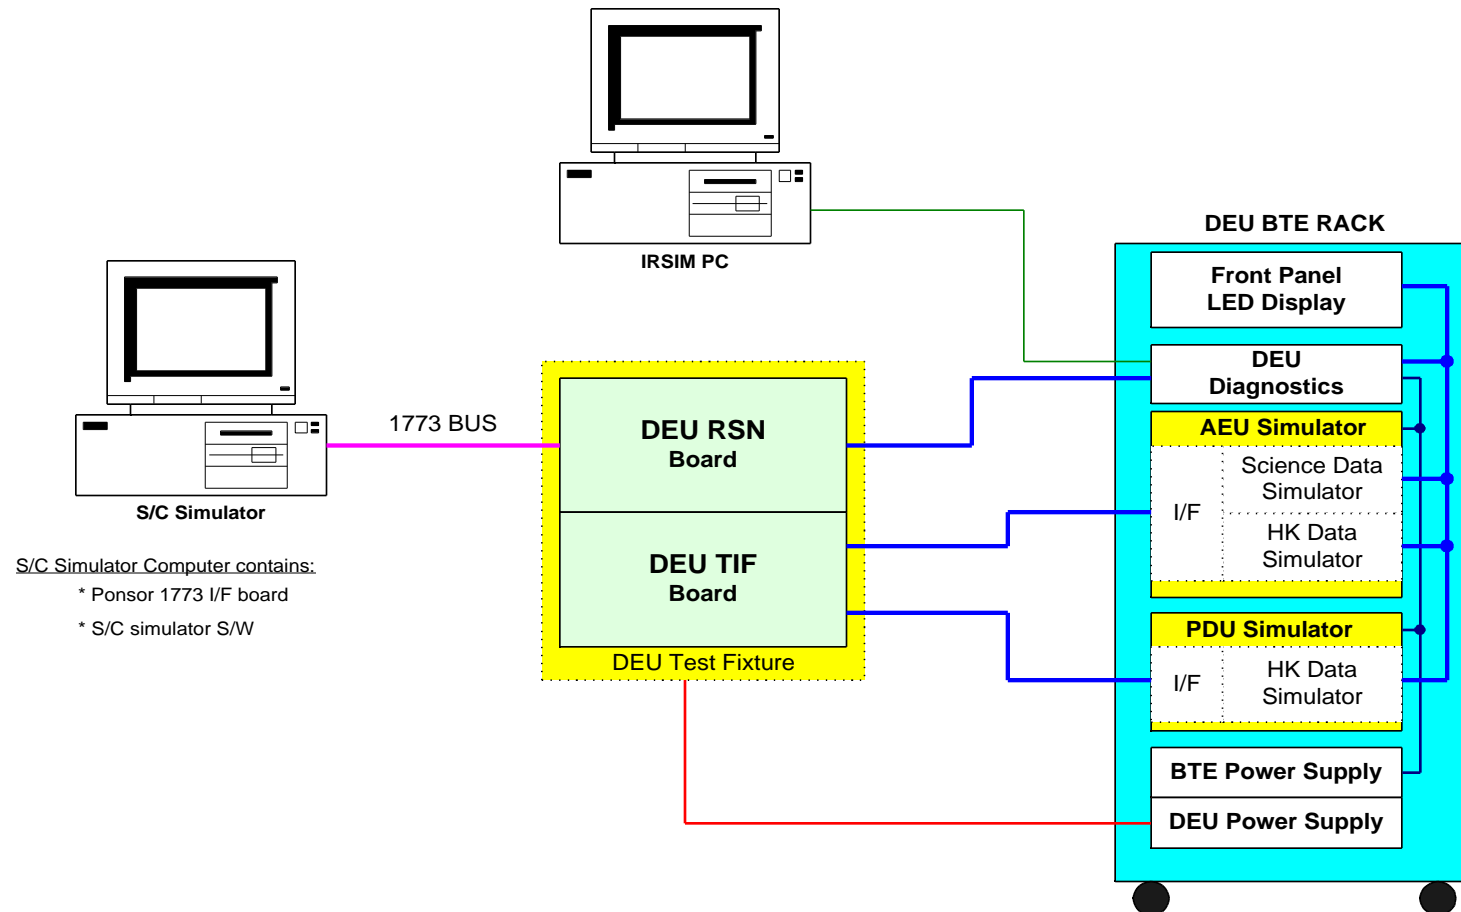 IRSIM PC
S/C Simulator
S/C Simulator Computer contains:
* Ponsor 1773 I/F board
* S/C simulator S/W
1773 BUS
DEU RSN
Board
DEU TIF
Board
DEU Test Fixture
DEU BTE RACK
Front Panel
LED Display
DEU
Diagnostics
AEU Simulator
I/F
Science Data
Simulator
HK Data
Simulator
PDU Simulator
I/F
HK Data
Simulator
BTE Power Supply
DEU Power Supply